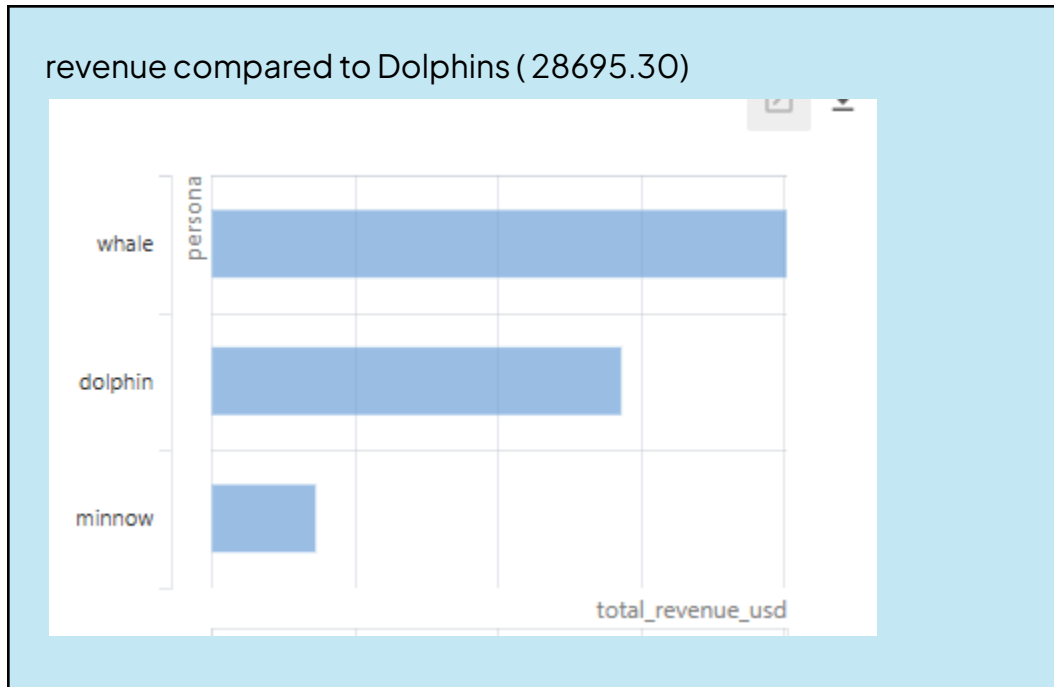 revenue compared to Dolphins ( 28695.30)
persona
whale
dolphin
minnow
total_revenue_usd